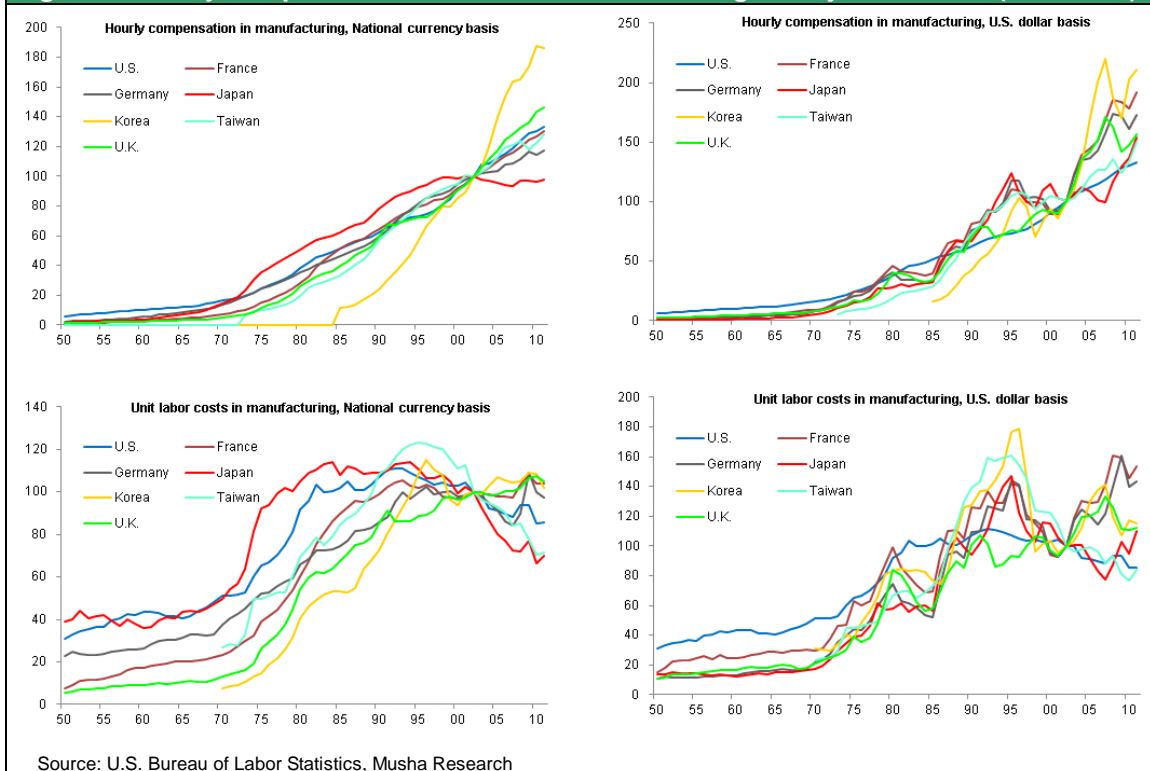 Hourly compensation in manufacturing, National currency basis
200
180
160
140
120
100
80
60
40
20
0
U.S. France
Germany Japan
Korea Taiwan
U.K.
50 55 60 65 70 75 80 85 90 95 00 05 10
Hourly compensation in manufacturing, U.S. dollar basis
250
200
150
100
50
0
U.S. France
Germany Japan
Korea Taiwan
U.K.
50 55 60 65 70 75 80 85 90 95 00 05 10
Unit labor costs in manufacturing, National currency basis
140
120
100
80
60
40
20
0
U.S. France
Germany Japan
Korea Taiwan
U.K.
50 55 60 65 70 75 80 85 90 95 00 05 10
Unit labor costs in manufacturing, U.S. dollar basis
200
180
160
140
120
100
80
60
40
20
0
U.S. France
Germany Japan
Korea Taiwan
U.K.
50 55 60 65 70 75 80 85 90 95 00 05 10
Source: U.S. Bureau of Labor Statistics, Musha Research